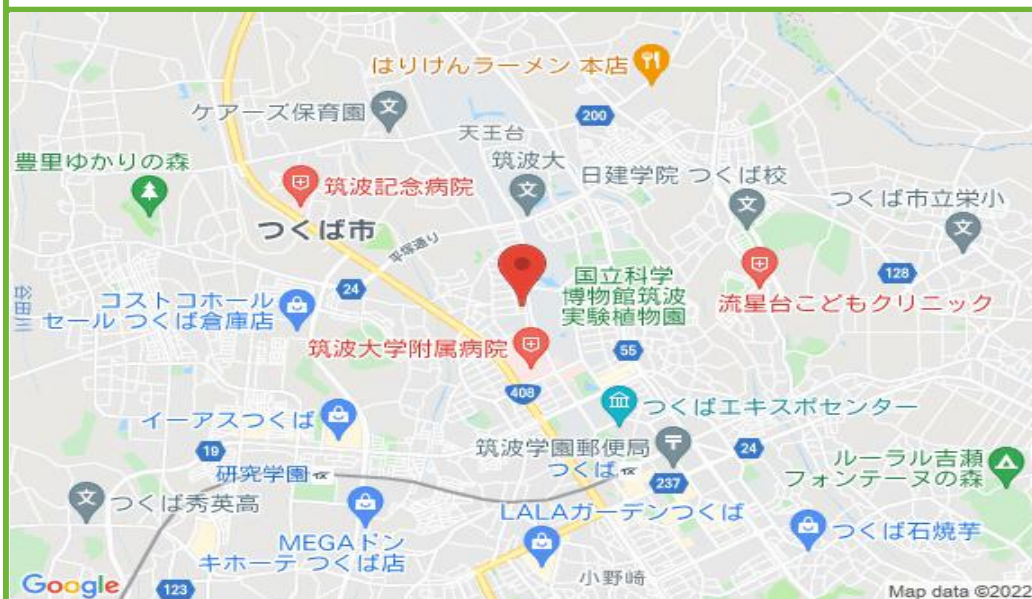 はりけんラーメン 本店
ケアーズ保育園
200
天王台
豊里ゆかりの森
筑波大
筑波記念病院
日建学院 つくば校
つくば市
つくば市立栄小
平塚通り
谷田川
24
コストコホール
セール つくば倉庫店
国立科学
博物館筑波
実験植物園
128
流星台こどもクリニック
筑波大学附属病院
55
408
イーアスつくば
つくばエキスポセンター
19
筑波学園郵便局
24
研究学園
つくば
237
ルーラル吉瀬
フォンテーヌの森
つくば秀英高
LALAガーデンつくば
つくば石焼芋
MEGAドン
キホーテ つくば店
小野崎
Google
123
Map data ©2022